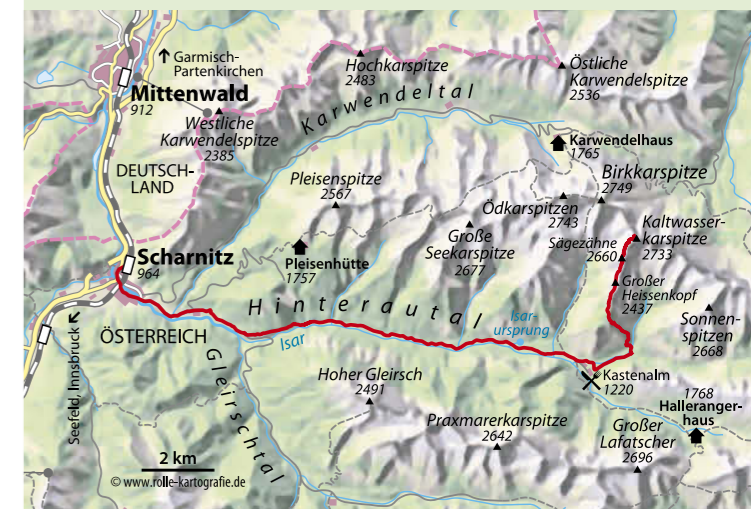 Garmisch-
Partenkirchen
Mittenwald
912
Westliche
Karwendelspitze
2385
Hochkarspitze
2483
Östliche
Karwendelspitze
2536
Karwendeltal
Karwendelhaus
1765
DEUTSCH-
LAND
Pleisenspitze
2567
Birkkarspitze
2749
Ödkarspitzen
2743
Große
Seekarspitze
2677
Kaltwasser-
karspitze
2733
Sägezähne
2660
Großer
Heissenkopf
2437
Scharnitz
964
Pleisenhütte
1757
Hinterautal
Isar-
ursprung
Sonnen-
spitzen
2668
ÖSTERREICH
Isar
Gleirschtal
Seefeld, Innsbruck
Hoher Gleirsch
2491
Kastenalm
1220
1768
Halleranger-
haus
Praxmarerkarspitze
2642
Großer
Lafatscher
2696
2 km
© www.rolle-kartografie.de